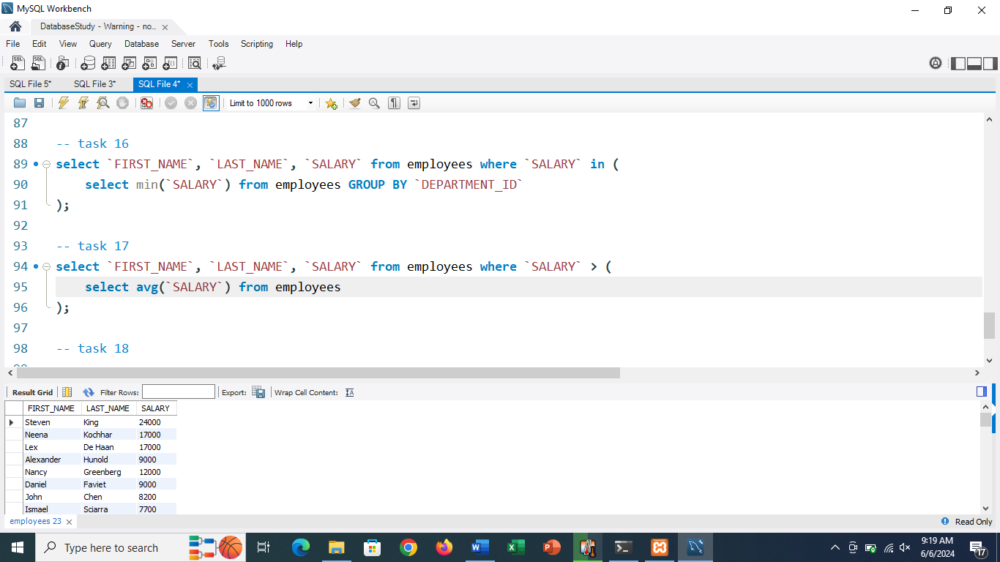 MySQL Workbench
DatabaseStudy - Warning - no...
File Edit View Query Database Server Tools Scripting Help
SQL File 5* SQL File 3* SQL File 4*
Limit to 1000 rows
87
88 -- task 16
89 select `FIRST_NAME`, `LAST_NAME`, `SALARY` from employees where `SALARY` in (
90 select min(`SALARY`) from employees GROUP BY `DEPARTMENT_ID`
91 );
92
93 -- task 17
94 select `FIRST_NAME`, `LAST_NAME`, `SALARY` from employees where `SALARY` > (
95 select avg(`SALARY`) from employees
96 );
97
98 -- task 18
Result Grid Filter Rows: Export: Wrap Cell Content:
FIRST_NAME LAST_NAME SALARY
Steven King 24000
Neena Kochhar 17000
Lex De Haan 17000
Alexander Hunold 9000
Nancy Greenberg 12000
Daniel Faviet 9000
John Chen 8200
Ismael Sciarra 7700
employees 23 Read Only
Type here to search
9:19 AM
6/6/2024
17